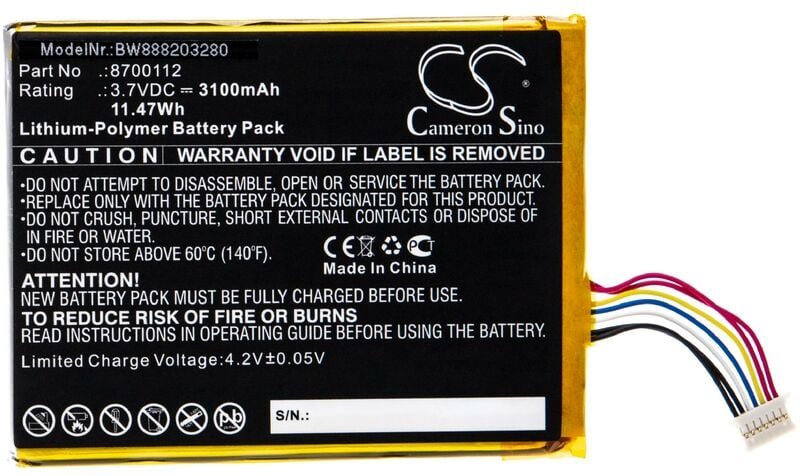 ModelNr.:BW888203280
Part No .:8700112
Rating .:3.7VDC ⎓ 3100mAh
11.47Wh
Lithium-Polymer Battery Pack
CS
Cameron Sino
CAUTION WARRANTY VOID IF LABEL IS REMOVED
•DO NOT ATTEMPT TO DISASSEMBLE, OPEN OR SERVICE THE BATTERY PACK.
•REPLACE ONLY WITH THE BATTERY PACK DESIGNATED FOR THIS PRODUCT.
•DO NOT CRUSH, PUNCTURE, SHORT EXTERNAL CONTACTS OR DISPOSE OF
IN FIRE OR WATER.
•DO NOT STORE ABOVE 60°C (140°F).
CE PCT
Made In China
ATTENTION!
NEW BATTERY PACK MUST BE FULLY CHARGED BEFORE USE.
TO REDUCE RISK OF FIRE OR BURNS
READ INSTRUCTIONS AND OPERATING GUIDE BEFORE USING THE BATTERY.
Limited Charge Voltage:4.2V±0.05V
Pb
S/N.: